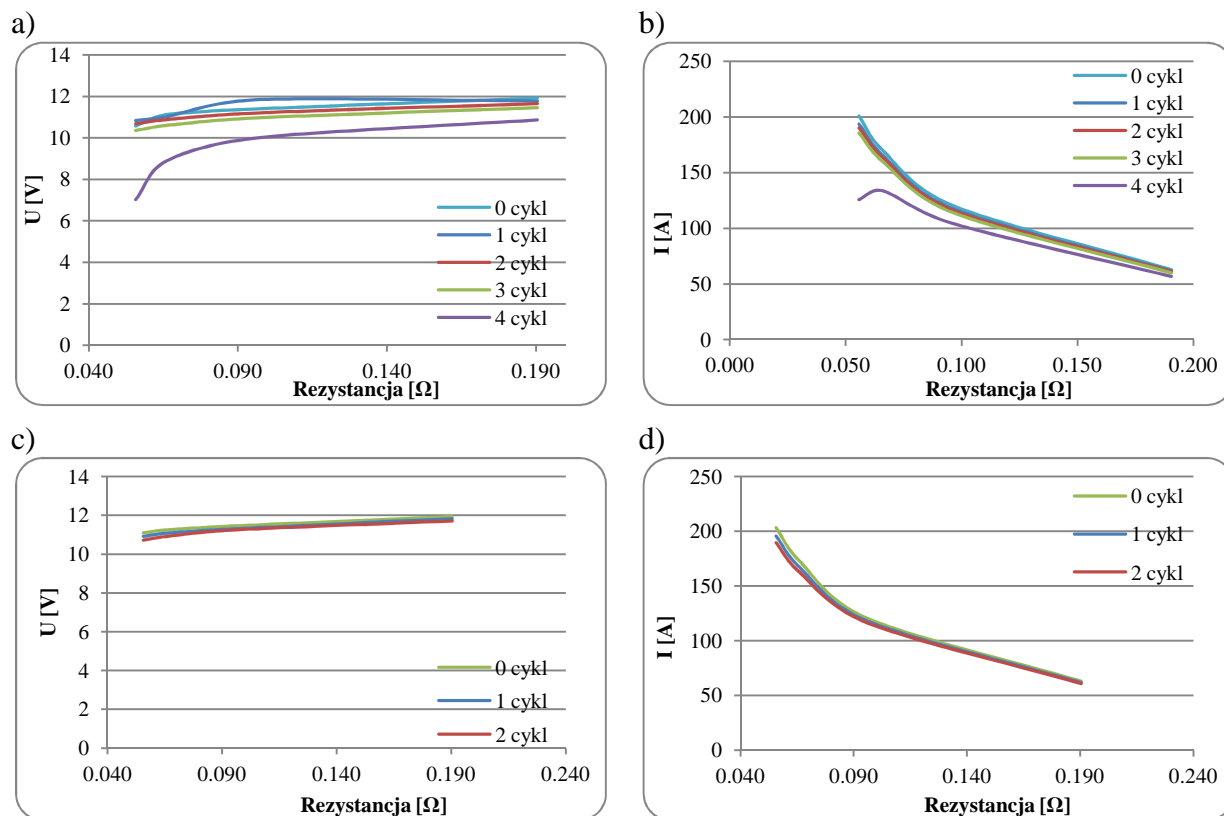 a)
14
12
10
8
6
4
2
0
U [V]
0.040
0.090
0.140
0.190
Rezystancja [Ω]
0 cykl
1 cykl
2 cykl
3 cykl
4 cykl
b)
250
200
150
100
50
0
I [A]
0.000
0.050
0.100
0.150
0.200
Rezystancja [Ω]
0 cykl
1 cykl
2 cykl
3 cykl
4 cykl
c)
14
12
10
8
6
4
2
0
U [V]
0.040
0.090
0.140
0.190
0.240
Rezystancja [Ω]
0 cykl
1 cykl
2 cykl
d)
250
200
150
100
50
0
I [A]
0.040
0.090
0.140
0.190
0.240
Rezystancja [Ω]
0 cykl
1 cykl
2 cykl